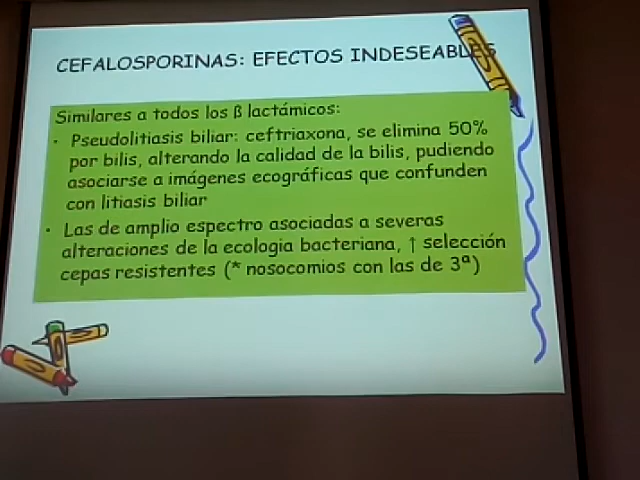 CEFALOSPORINAS: EFECTOS INDESEABLES
Similares a todos los ß lactámicos:
• Pseudolitiasis biliar: ceftriaxona, se elimina 50%
por bilis, alterando la calidad de la bilis, pudiendo
asociarse a imágenes ecográficas que confunden
con litiasis biliar
• Las de amplio espectro asociadas a severas
alteraciones de la ecologia bacteriana, ↑ selección
cepas resistentes (* nosocomios con las de 3ª)